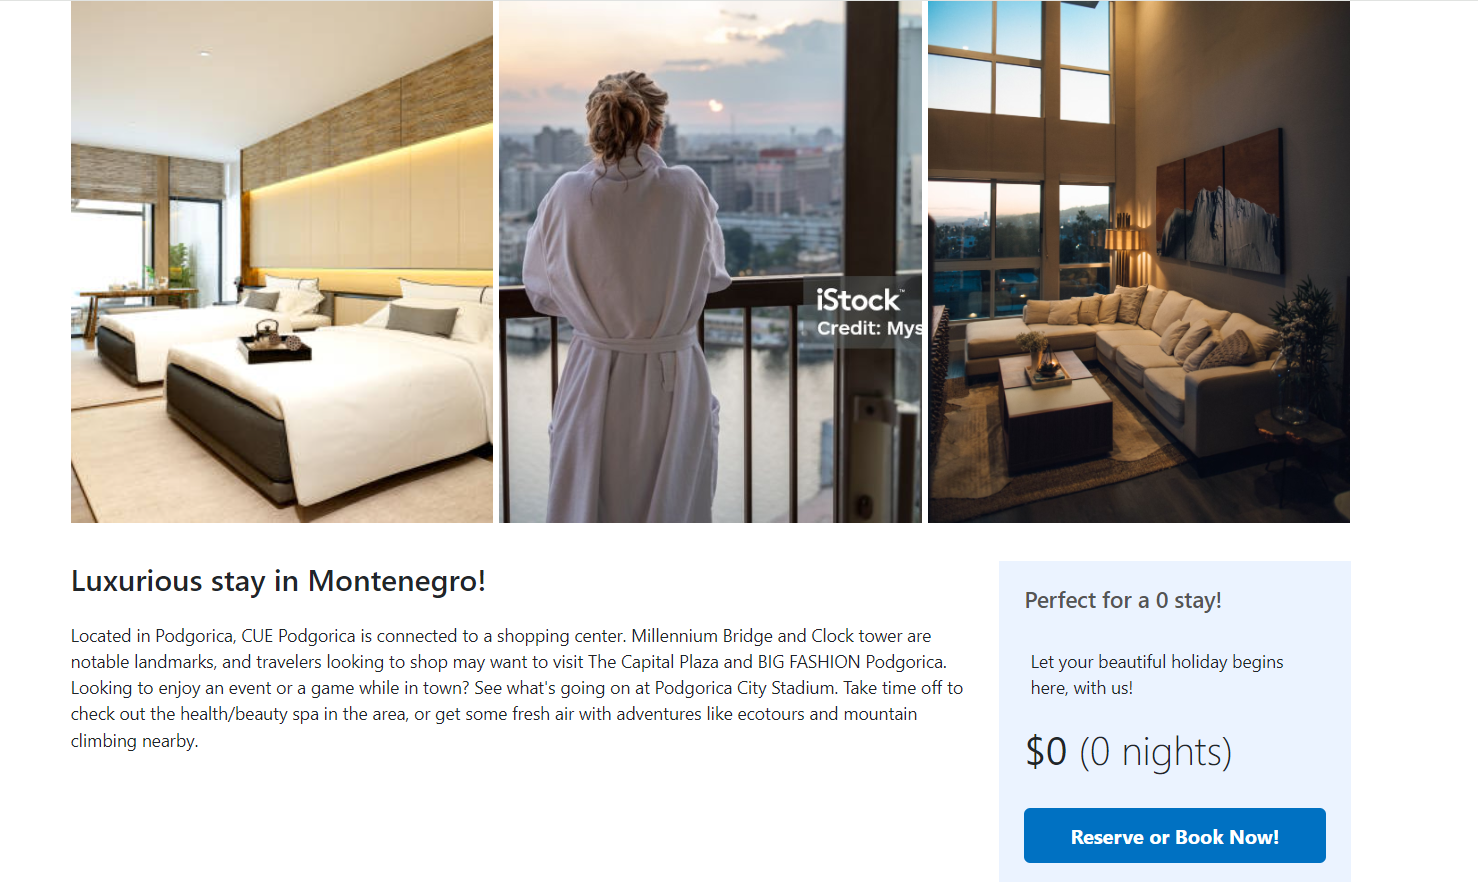 iStock™
Credit: Mys
Luxurious stay in Montenegro!
Located in Podgorica, CUE Podgorica is connected to a shopping center. Millennium Bridge and Clock tower are
notable landmarks, and travelers looking to shop may want to visit The Capital Plaza and BIG FASHION Podgorica.
Looking to enjoy an event or a game while in town? See what's going on at Podgorica City Stadium. Take time off to
check out the health/beauty spa in the area, or get some fresh air with adventures like ecotours and mountain
climbing nearby.
Perfect for a 0 stay!
Let your beautiful holiday begins
here, with us!
$0 (0 nights)
Reserve or Book Now!